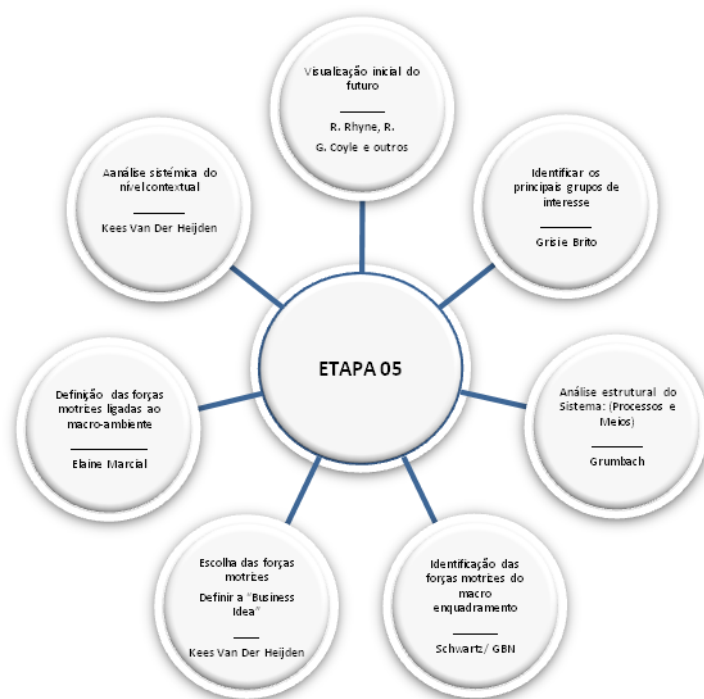 Visualização inicial do
futuro
R. Rhyne, R.
G. Coyle e outros
Identificar os
principais grupos de
interesse
Grisi e Brito
Análise estrutural do
Sistema: (Processos e
Meios)
Grumbach
Identificação das
forças motrizes do
macro
enquadramento
Schwartz/ GBN
Escolha das forças
motrizes
Definir a "Business
Idea"
Kees Van Der Heijden
Definição das forças
motrizes ligadas ao
macro-ambiente
Elaine Marcial
Aanálise sistémica do
nível contextual
Kees Van Der Heijden
ETAPA 05